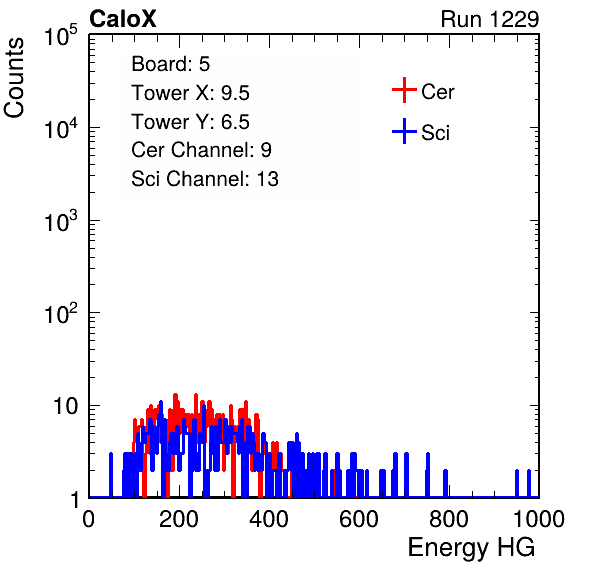 CaloX Run 1229
Counts
10^5
10^4
10^3
10^2
10
1
Board: 5
Tower X: 9.5
Tower Y: 6.5
Cer Channel: 9
Sci Channel: 13
Cer
Sci
0 200 400 600 800 1000
Energy HG